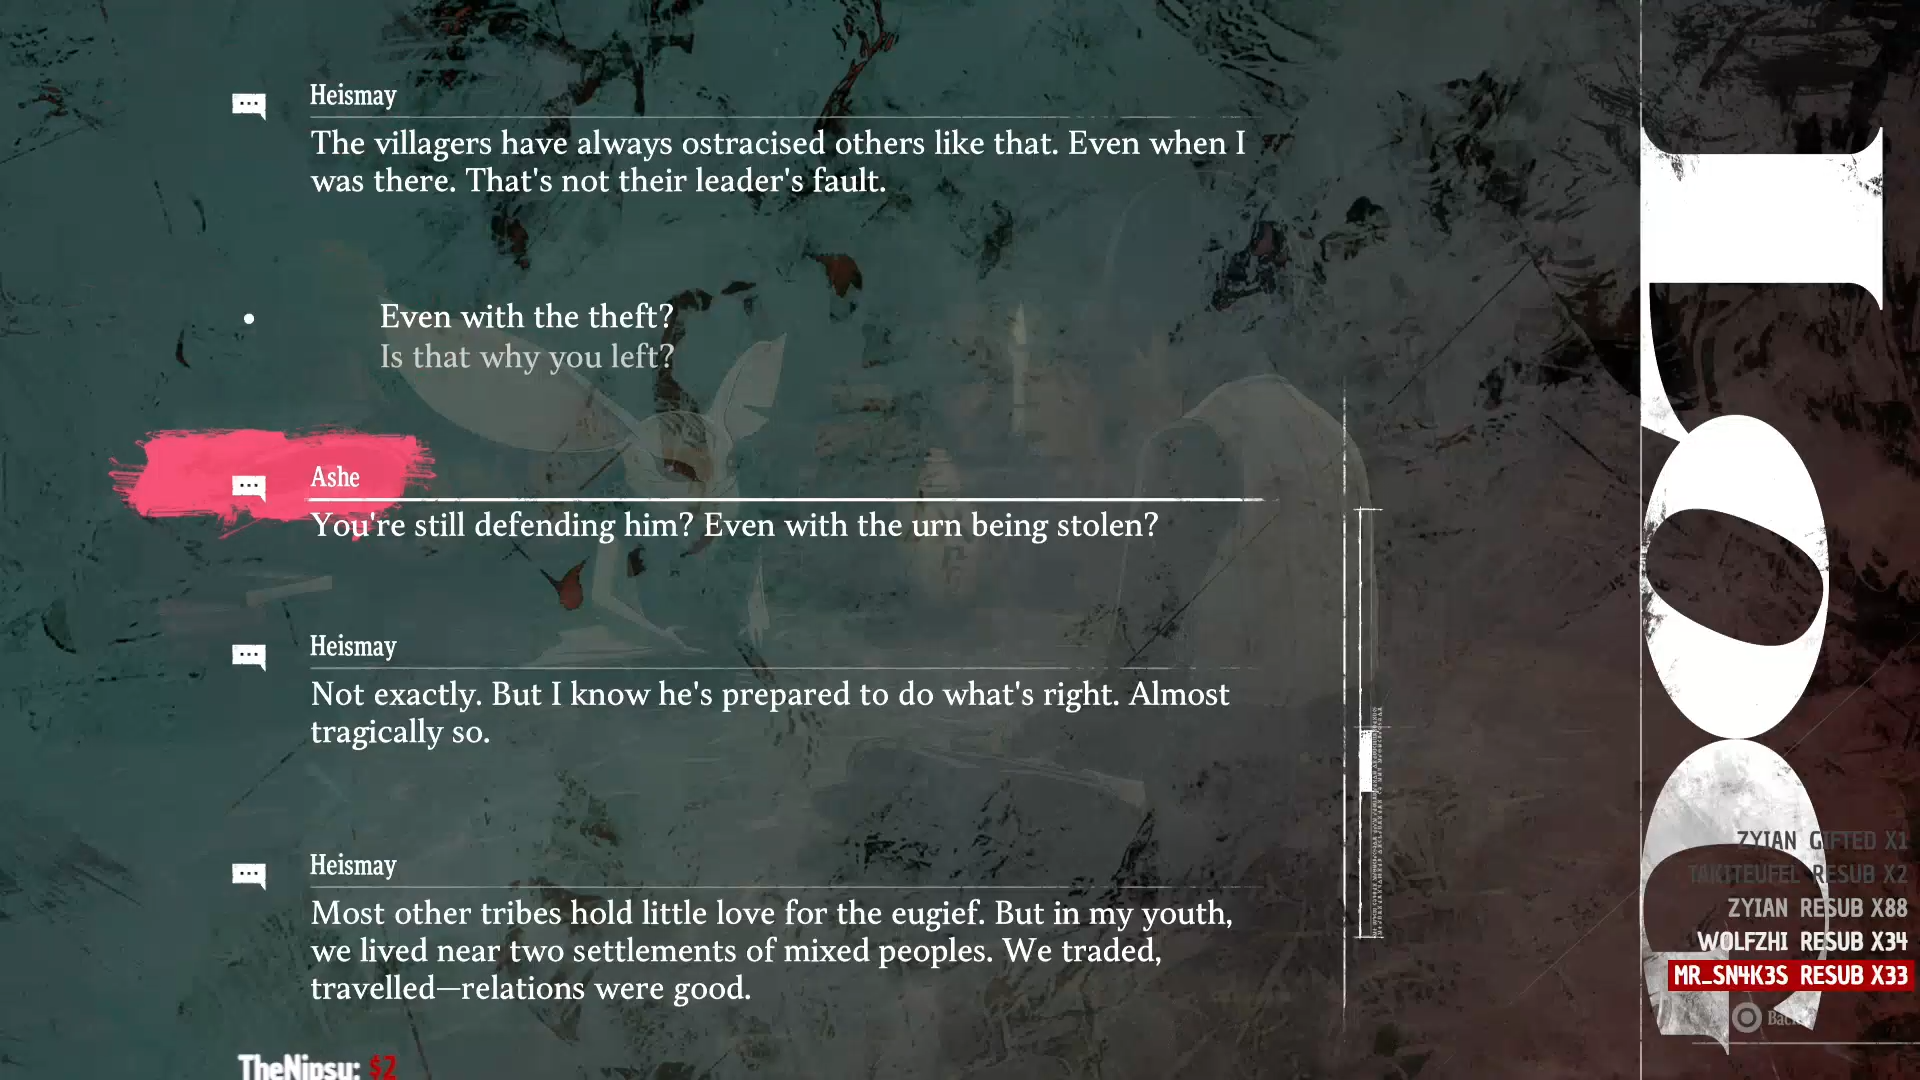 Heismay
The villagers have always ostracised others like that. Even when I
was there. That's not their leader's fault.
Even with the theft?
Is that why you left?
Ashe
You're still defending him? Even with the urn being stolen?
Heismay
Not exactly. But I know he's prepared to do what's right. Almost
tragically so.
Heismay
Most other tribes hold little love for the eugief. But in my youth,
we lived near two settlements of mixed peoples. We traded,
travelled—relations were good.
TheNipsu: $2
LOG
ZYIAN GIFTED X1
TAKITEUFEL RESUB X2
ZYIAN RESUB X88
WOLFZHI RESUB X34
MR_SN4K3S RESUB X33
Back